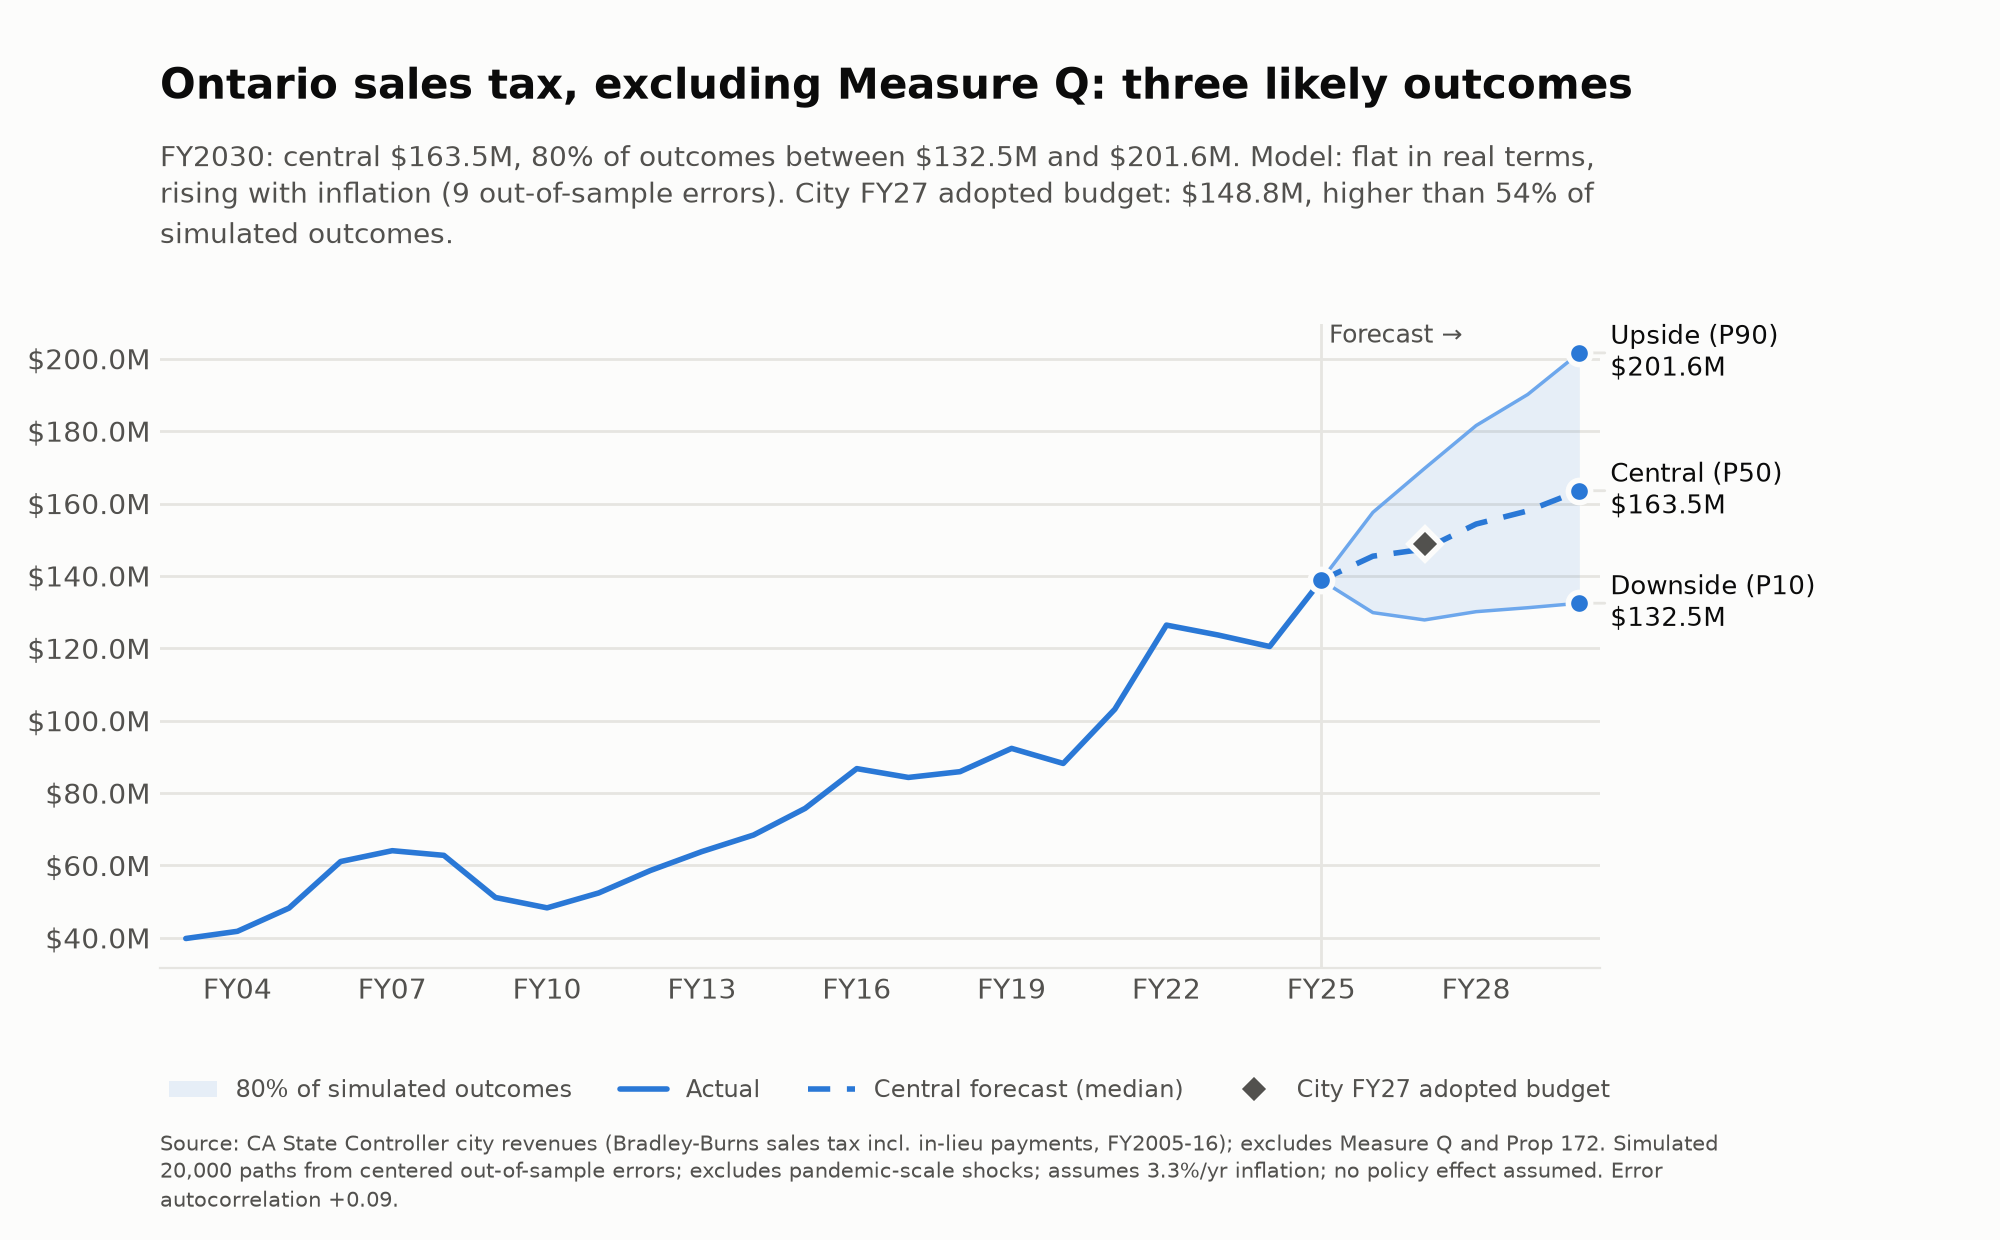 Ontario sales tax, excluding Measure Q: three likely outcomes
FY2030: central $163.5M, 80% of outcomes between $132.5M and $201.6M. Model: flat in real terms,
rising with inflation (9 out-of-sample errors). City FY27 adopted budget: $148.8M, higher than 54% of
simulated outcomes.
Forecast →
Upside (P90)
$201.6M
Central (P50)
$163.5M
Downside (P10)
$132.5M
$200.0M
$180.0M
$160.0M
$140.0M
$120.0M
$100.0M
$80.0M
$60.0M
$40.0M
FY04 FY07 FY10 FY13 FY16 FY19 FY22 FY25 FY28
80% of simulated outcomes Actual Central forecast (median) City FY27 adopted budget
Source: CA State Controller city revenues (Bradley-Burns sales tax incl. in-lieu payments, FY2005-16); excludes Measure Q and Prop 172. Simulated
20,000 paths from centered out-of-sample errors; excludes pandemic-scale shocks; assumes 3.3%/yr inflation; no policy effect assumed. Error
autocorrelation +0.09.